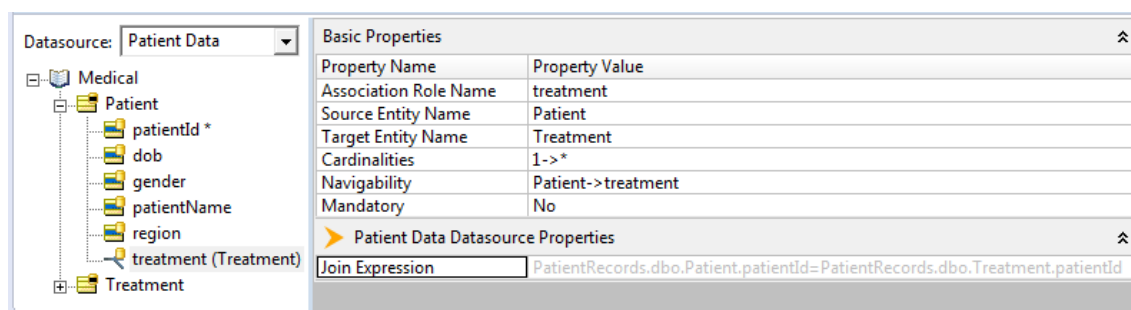 Datasource: Patient Data
Medical
Patient
patientId *
dob
gender
patientName
region
treatment (Treatment)
Treatment
Basic Properties
Property Name Property Value
Association Role Name treatment
Source Entity Name Patient
Target Entity Name Treatment
Cardinalities 1->*
Navigability Patient->treatment
Mandatory No
Patient Data Datasource Properties
Join Expression PatientRecords.dbo.Patient.patientId=PatientRecords.dbo.Treatment.patientId